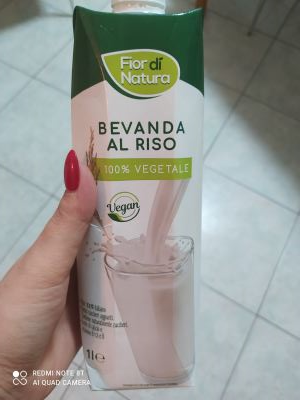 Fior di
Natura
BEVANDA
AL RISO
100% VEGETALE
Vegan
1l e
REDMI NOTE 8T
AI QUAD CAMERA